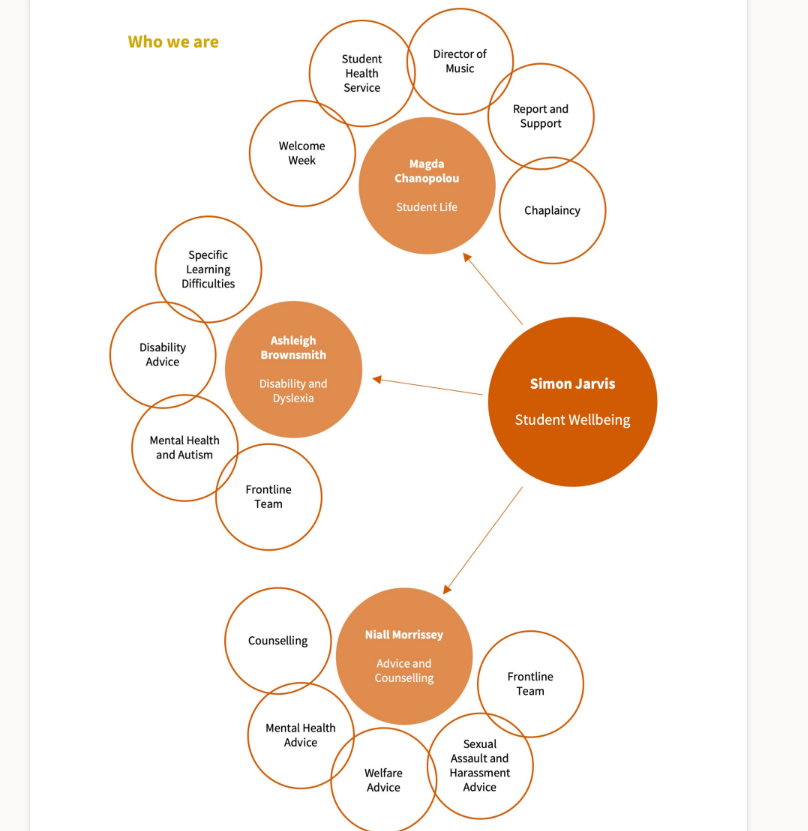 Who we are
Student
Health
Service
Director of
Music
Report and
Support
Welcome
Week
Magda
Chanopolou
Student Life
Chaplaincy
Specific
Learning
Difficulties
Disability
Advice
Ashleigh
Brownsmith
Disability and
Dyslexia
Mental Health
and Autism
Frontline
Team
Simon Jarvis
Student Wellbeing
Counselling
Niall Morrissey
Advice and
Counselling
Frontline
Team
Mental Health
Advice
Welfare
Advice
Sexual
Assault and
Harassment
Advice